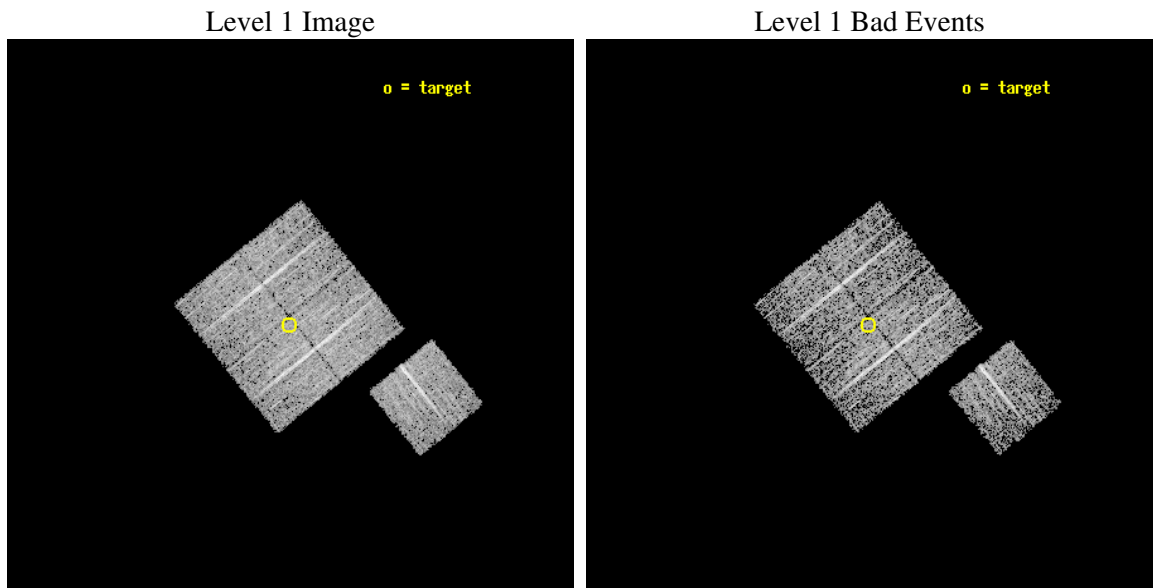 Level 1 Image
Level 1 Bad Events
o = target
o = target